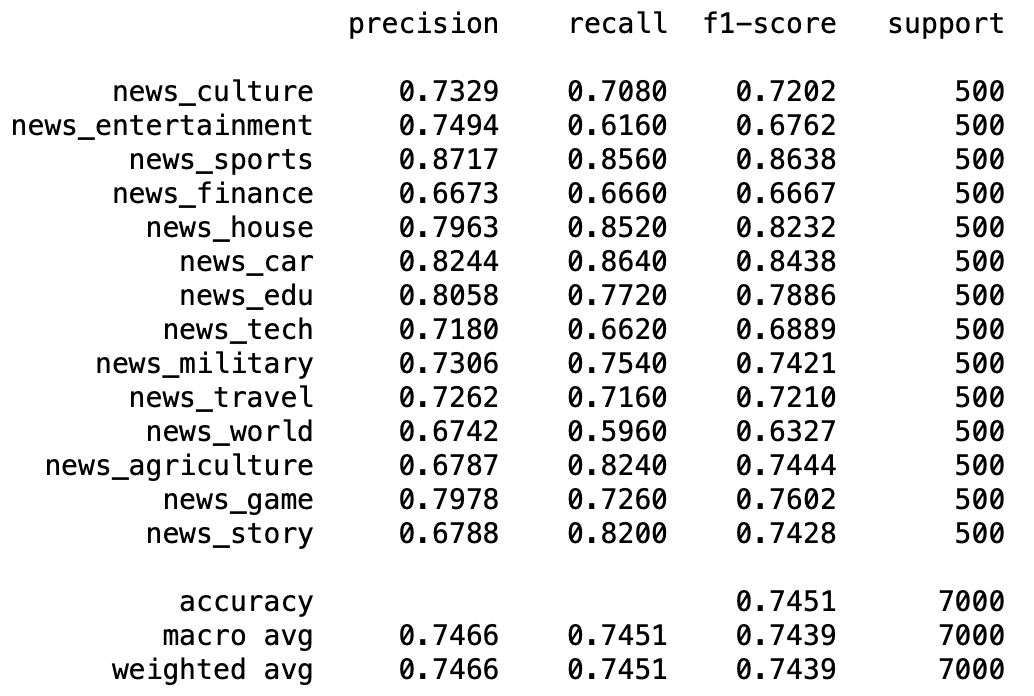 precision recall f1-score support
news_culture 0.7329 0.7080 0.7202 500
news_entertainment 0.7494 0.6160 0.6762 500
news_sports 0.8717 0.8560 0.8638 500
news_finance 0.6673 0.6660 0.6667 500
news_house 0.7963 0.8520 0.8232 500
news_car 0.8244 0.8640 0.8438 500
news_edu 0.8058 0.7720 0.7886 500
news_tech 0.7180 0.6620 0.6889 500
news_military 0.7306 0.7540 0.7421 500
news_travel 0.7262 0.7160 0.7210 500
news_world 0.6742 0.5960 0.6327 500
news_agriculture 0.6787 0.8240 0.7444 500
news_game 0.7978 0.7260 0.7602 500
news_story 0.6788 0.8200 0.7428 500
accuracy 0.7451 7000
macro avg 0.7466 0.7451 0.7439 7000
weighted avg 0.7466 0.7451 0.7439 7000